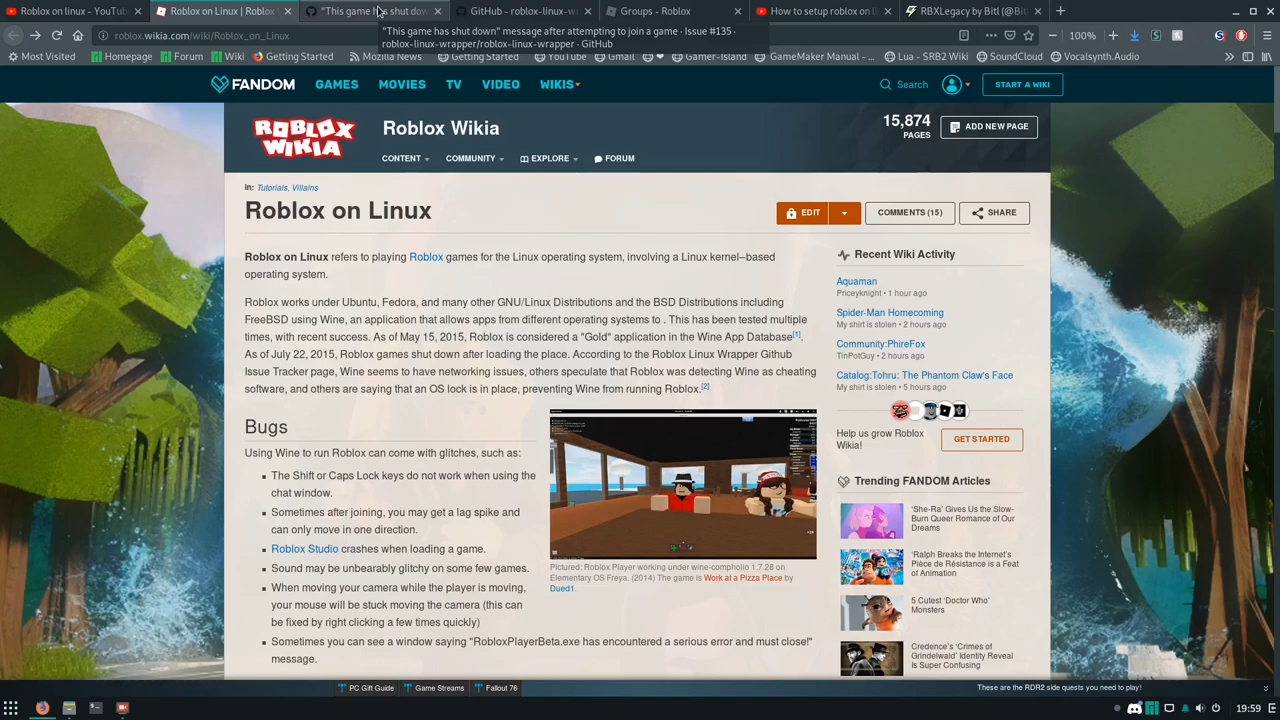 Roblox on linux - YouTub
Roblox on Linux | Roblox
"This game has shut dow
GitHub - roblox-linux-w
Groups - Roblox
How to setup roblox on l
RBXLegacy by Bitl (@Bit
roblox.wikia.com/wiki/Roblox_on_Linux
100%
"This game has shut down" message after attempting to join a game · Issue #135 ·
roblox-linux-wrapper/roblox-linux-wrapper · GitHub
Most Visited
Homepage
Forum
Wiki
Getting Started
Mozilla News
Getting Started
YouTube
Gmail
Gamer-Island
GameMaker Manual - ...
Lua - SRB2 Wiki
SoundCloud
Vocalsynth.Audio
FANDOM
GAMES
MOVIES
TV
VIDEO
WIKIS
Search
START A WIKI
ROBLOX
WIKIA
Roblox Wikia
15,874
PAGES
ADD NEW PAGE
CONTENT
COMMUNITY
EXPLORE
FORUM
in: Tutorials, Villains
Roblox on Linux
EDIT
COMMENTS (15)
SHARE
Roblox on Linux refers to playing Roblox games for the Linux operating system, involving a Linux kernel–based
operating system.
Roblox works under Ubuntu, Fedora, and many other GNU/Linux Distributions and the BSD Distributions including
FreeBSD using Wine, an application that allows apps from different operating systems to . This has been tested multiple
times, with recent success. As of May 15, 2015, Roblox is considered a "Gold" application in the Wine App Database[1].
As of July 22, 2015, Roblox games shut down after loading the place. According to the Roblox Linux Wrapper Github
Issue Tracker page, Wine seems to have networking issues, others speculate that Roblox was detecting Wine as cheating
software, and others are saying that an OS lock is in place, preventing Wine from running Roblox.[2]
Bugs
Using Wine to run Roblox can come with glitches, such as:
The Shift or Caps Lock keys do not work when using the
chat window.
Sometimes after joining, you may get a lag spike and
can only move in one direction.
Roblox Studio crashes when loading a game.
Sound may be unbearably glitchy on some few games.
When moving your camera while the player is moving,
your mouse will be stuck moving the camera (this can
be fixed by right clicking a few times quickly)
Sometimes you can see a window saying "RobloxPlayerBeta.exe has encountered a serious error and must close!"
message.
Pictured: Roblox Player working under wine-compholio 1.7.28 on
Elementary OS Freya. (2014) The game is Work at a Pizza Place by
Dued1.
Recent Wiki Activity
Aquaman
Priceyknight • 1 hour ago
Spider-Man Homecoming
My shirt is stolen • 2 hours ago
Community:PhireFox
TinPotGuy • 2 hours ago
Catalog:Tohru: The Phantom Claw's Face
My shirt is stolen • 5 hours ago
Help us grow Roblox
Wikia!
GET STARTED
Trending FANDOM Articles
'She-Ra' Gives Us the Slow-
Burn Queer Romance of Our
Dreams
'Ralph Breaks the Internet's
Pièce de Résistance is a Feat
of Animation
5 Cutest 'Doctor Who'
Monsters
Credence's 'Crimes of
Grindelwald' Identity Reveal
Is Super Confusing
PC Gift Guide
Game Streams
Fallout 76
These are the RDR2 side quests you need to play!
19:59